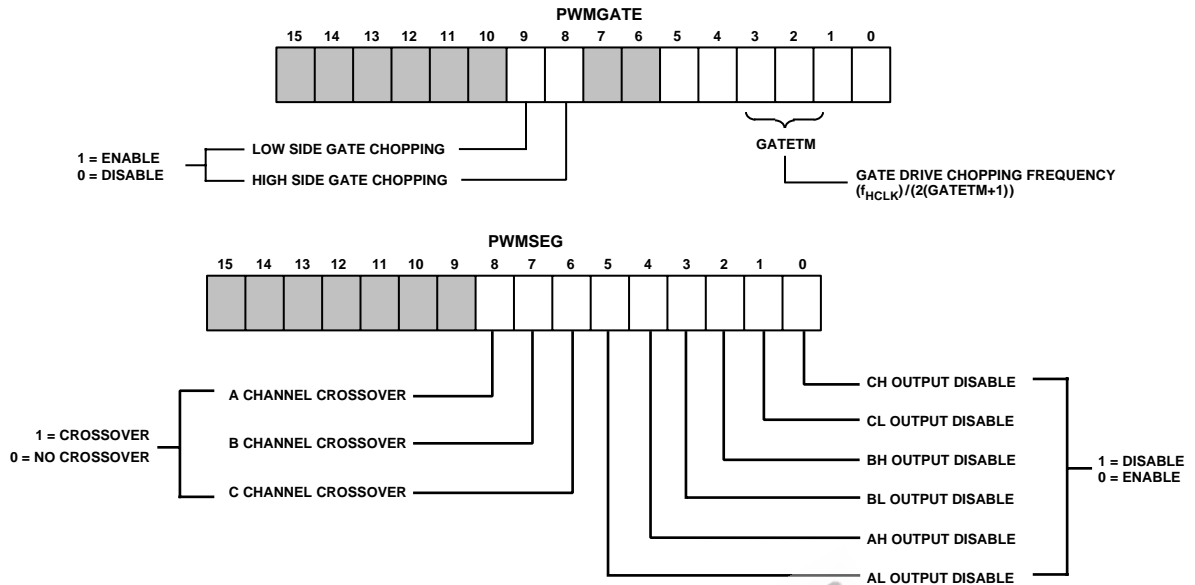 PWMGATE
15 14 13 12 11 10 9 8 7 6 5 4 3 2 1 0
1 = ENABLE
0 = DISABLE
LOW SIDE GATE CHOPPING
HIGH SIDE GATE CHOPPING
GATETM
GATE DRIVE CHOPPING FREQUENCY
(fHCLK)/(2(GATETM+1))
PWMSEG
15 14 13 12 11 10 9 8 7 6 5 4 3 2 1 0
1 = CROSSOVER
0 = NO CROSSOVER
A CHANNEL CROSSOVER
B CHANNEL CROSSOVER
C CHANNEL CROSSOVER
CH OUTPUT DISABLE
CL OUTPUT DISABLE
BH OUTPUT DISABLE
BL OUTPUT DISABLE
AH OUTPUT DISABLE
AL OUTPUT DISABLE
1 = DISABLE
0 = ENABLE